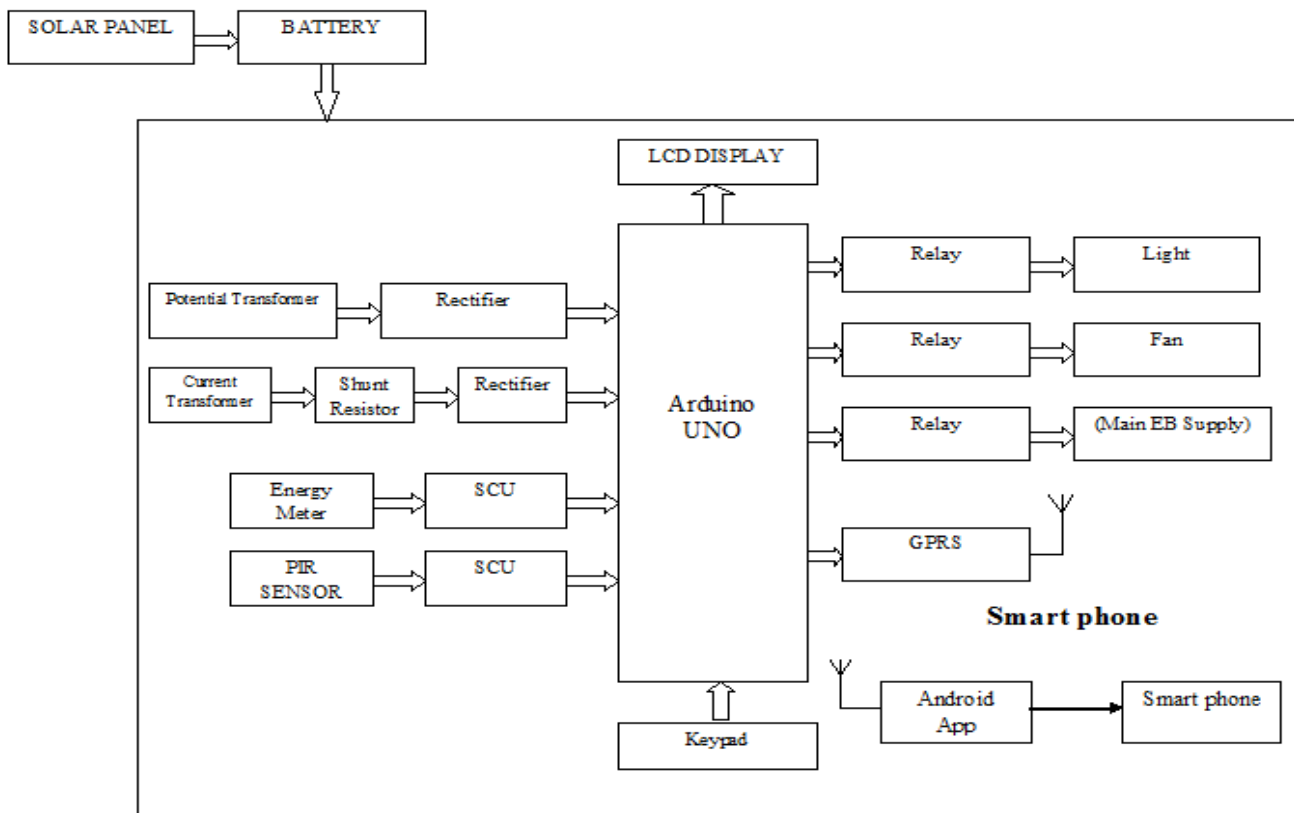 SOLAR PANEL
BATTERY
LCD DISPLAY
Relay
Light
Potential Transformer
Rectifier
Relay
Fan
Current
Transformer
Shunt
Resistor
Rectifier
Arduino
UNO
Relay
(Main EB Supply)
Energy
Meter
SCU
GPRS
PIR
SENSOR
SCU
Smart phone
Android
App
Smart phone
Keypad